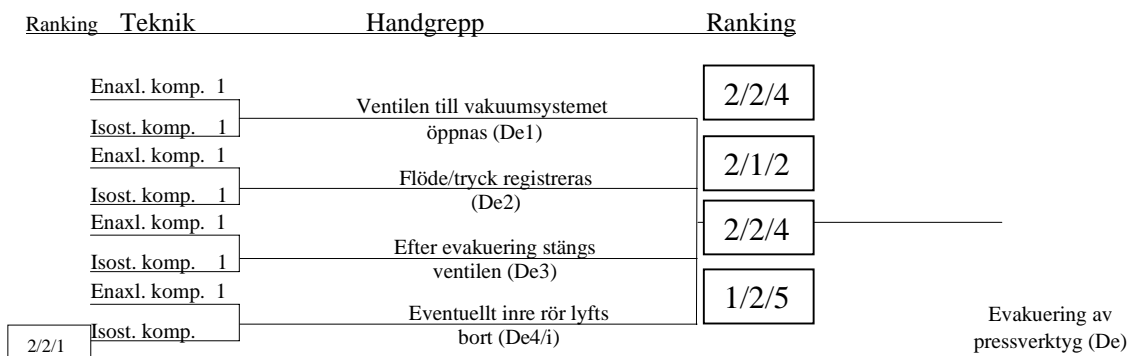 Ranking Teknik Handgrepp Ranking
Enaxl. komp. 1
Isost. komp. 1
Ventilen till vakuumsystemet
öppnas (De1)
2/2/4
Enaxl. komp. 1
Isost. komp. 1
Flöde/tryck registreras
(De2)
2/1/2
Enaxl. komp. 1
Isost. komp. 1
Efter evakuering stängs
ventilen (De3)
2/2/4
Enaxl. komp. 1
Isost. komp.
Eventuellt inre rör lyfts
bort (De4/i)
1/2/5
2/2/1
Evakuering av
pressverktyg (De)